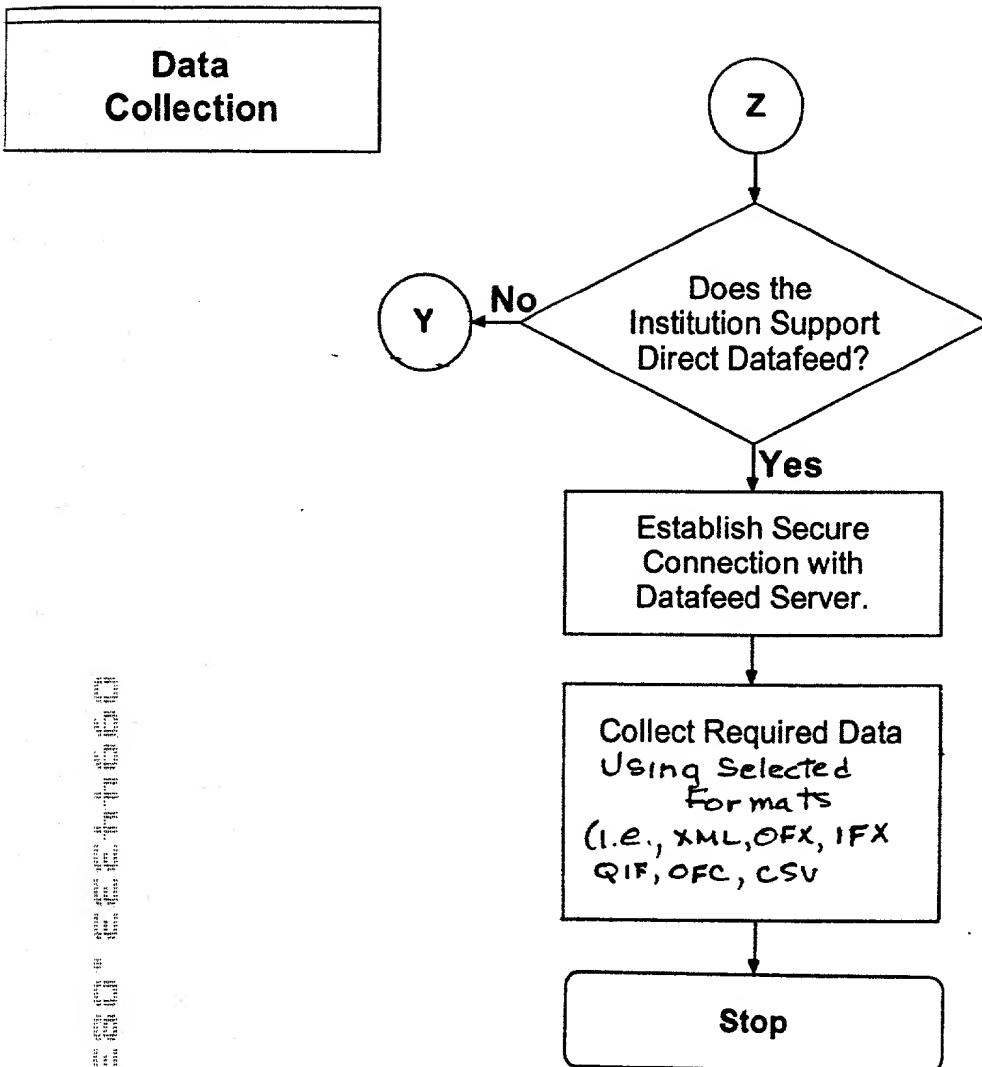 Data
Collection
Z
Does the
Institution Support
Direct Datafeed?
No
Y
Yes
Establish Secure
Connection with
Datafeed Server.
Collect Required Data
Using Selected
Formats
(I.e., XML, OFX, IFX
QIF, OFC, CSV
Stop